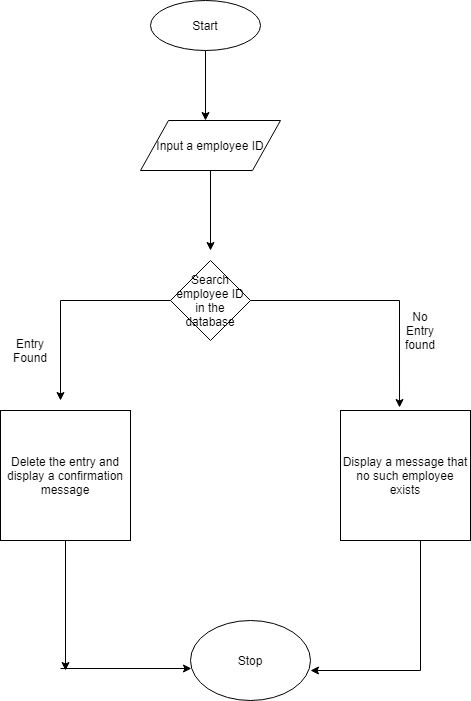 Start
Input a employee ID
Search
employee ID
in the
database
Entry
Found
No
Entry
found
Delete the entry and
display a confirmation
message
Display a message that
no such employee
exists
Stop